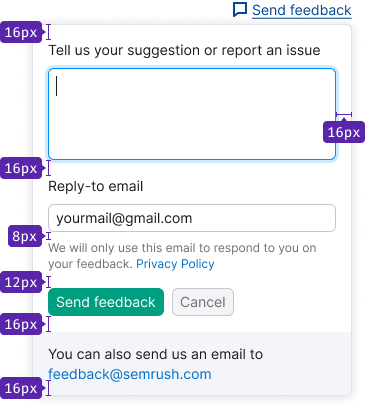 Send feedback
16px
Tell us your suggestion or report an issue
16px
16px
Reply-to email
yourmail@gmail.com
8px
We will only use this email to respond to you on
your feedback. Privacy Policy
12px
Send feedback Cancel
16px
You can also send us an email to
feedback@semrush.com
16px